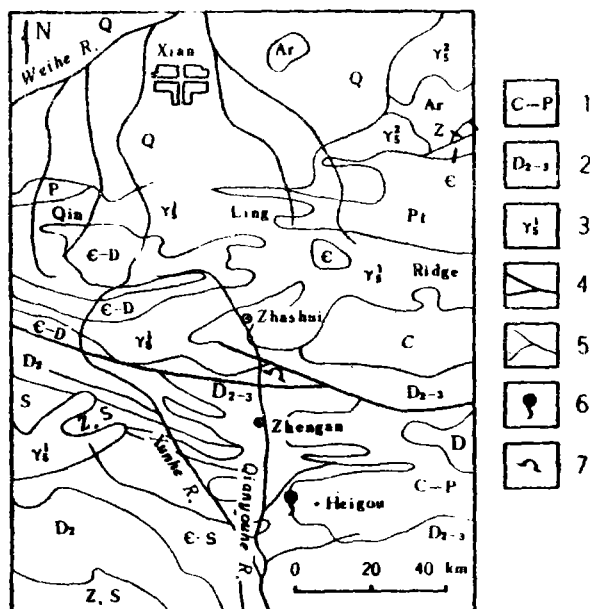 N
Xian
Weihe R.
Ar
Q
γ₅²
Ar
Z
Q
γ₅²
Є
P
Qin
γ₅¹
Ling
Pt
Є-D
Є
γ₅¹
Ridge
Є-D
Zhashui
Є-D
γ₅¹
C
D₂
D₂₋₃
D₂₋₃
S
Z, S
Zhengan
D
γ₅¹
Xunhe R.
Qianyouhe R.
C-P
Heigou
D₂
Є-S
D₂₋₃
0 20 40 km
Z, S
C-P 1
D₂₋₃ 2
γ₅¹ 3
4
5
6
7